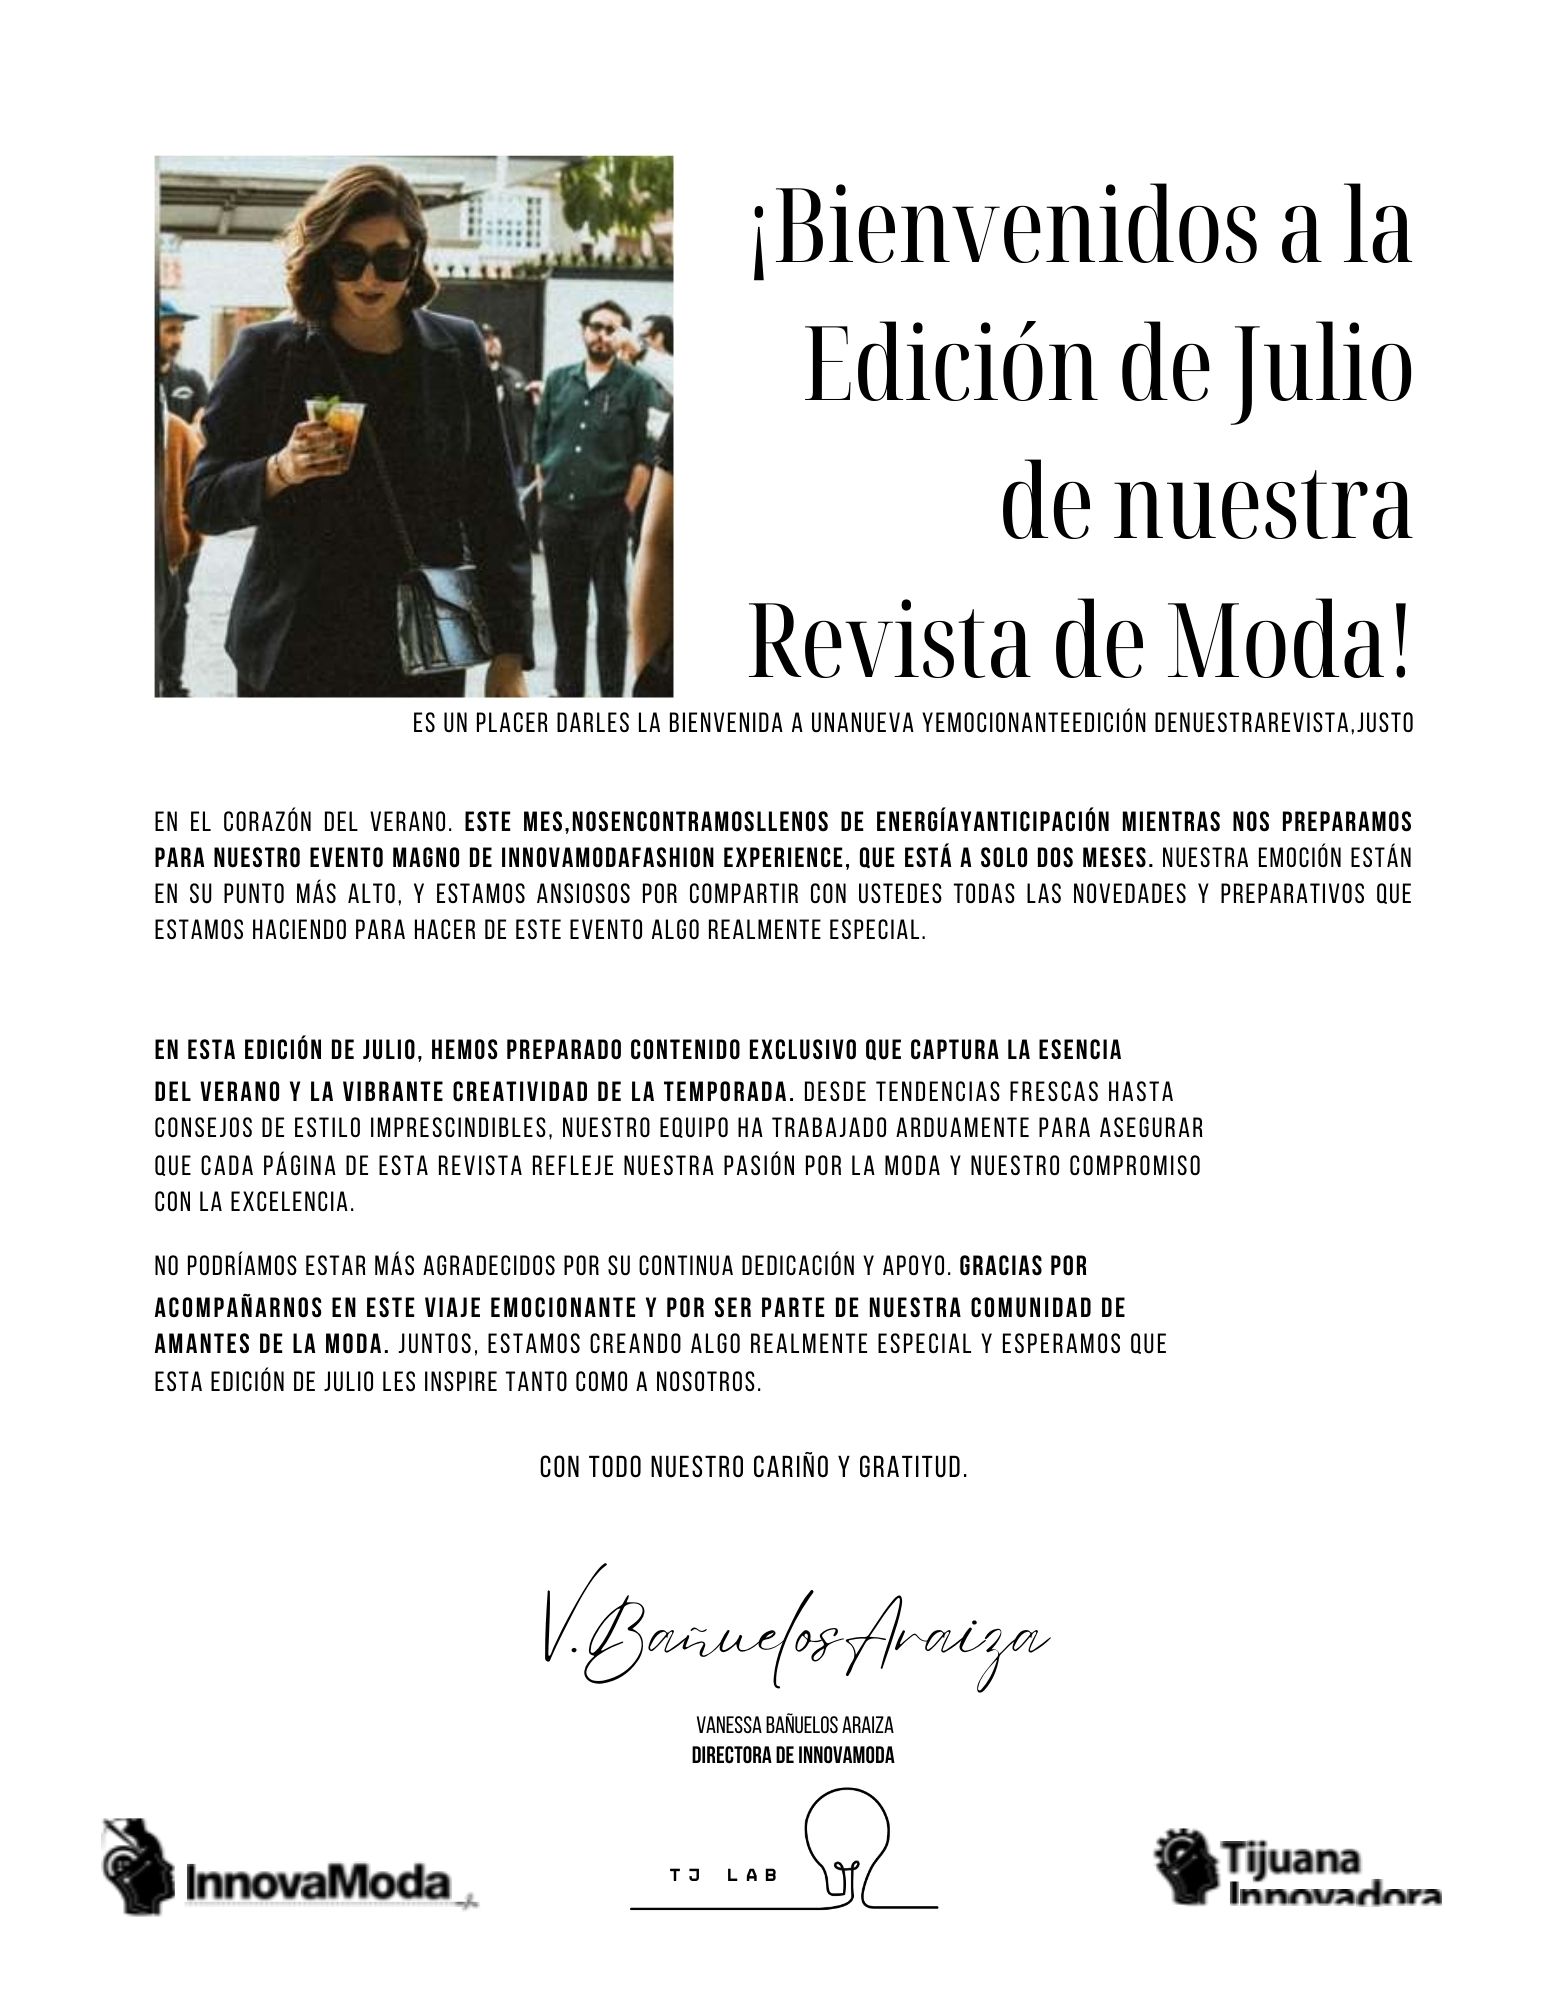 ¡Bienvenidos a la
Edición de Julio
de nuestra
Revista de Moda!
ES UN PLACER DARLES LA BIENVENIDA A UNANUEVA YEMOCIONANTEEDICIÓN DENUESTRAREVISTA,JUSTO
EN EL CORAZÓN DEL VERANO. ESTE MES,NOSENCONTRAMOSLLENOS DE ENERGÍAYANTICIPACIÓN MIENTRAS NOS PREPARAMOS
PARA NUESTRO EVENTO MAGNO DE INNOVAMODAFASHION EXPERIENCE, QUE ESTÁ A SOLO DOS MESES. NUESTRA EMOCIÓN ESTÁN
EN SU PUNTO MÁS ALTO, Y ESTAMOS ANSIOSOS POR COMPARTIR CON USTEDES TODAS LAS NOVEDADES Y PREPARATIVOS QUE
ESTAMOS HACIENDO PARA HACER DE ESTE EVENTO ALGO REALMENTE ESPECIAL.
EN ESTA EDICIÓN DE JULIO, HEMOS PREPARADO CONTENIDO EXCLUSIVO QUE CAPTURA LA ESENCIA
DEL VERANO Y LA VIBRANTE CREATIVIDAD DE LA TEMPORADA. DESDE TENDENCIAS FRESCAS HASTA
CONSEJOS DE ESTILO IMPRESCINDIBLES, NUESTRO EQUIPO HA TRABAJADO ARDUAMENTE PARA ASEGURAR
QUE CADA PÁGINA DE ESTA REVISTA REFLEJE NUESTRA PASIÓN POR LA MODA Y NUESTRO COMPROMISO
CON LA EXCELENCIA.
NO PODRÍAMOS ESTAR MÁS AGRADECIDOS POR SU CONTINUA DEDICACIÓN Y APOYO. GRACIAS POR
ACOMPAÑARNOS EN ESTE VIAJE EMOCIONANTE Y POR SER PARTE DE NUESTRA COMUNIDAD DE
AMANTES DE LA MODA. JUNTOS, ESTAMOS CREANDO ALGO REALMENTE ESPECIAL Y ESPERAMOS QUE
ESTA EDICIÓN DE JULIO LES INSPIRE TANTO COMO A NOSOTROS.
CON TODO NUESTRO CARIÑO Y GRATITUD.
V. Bañuelos Araiza
VANESSA BAÑUELOS ARAIZA
DIRECTORA DE INNOVAMODA
InnovaModa
TJ LAB
Tijuana
Innovadora